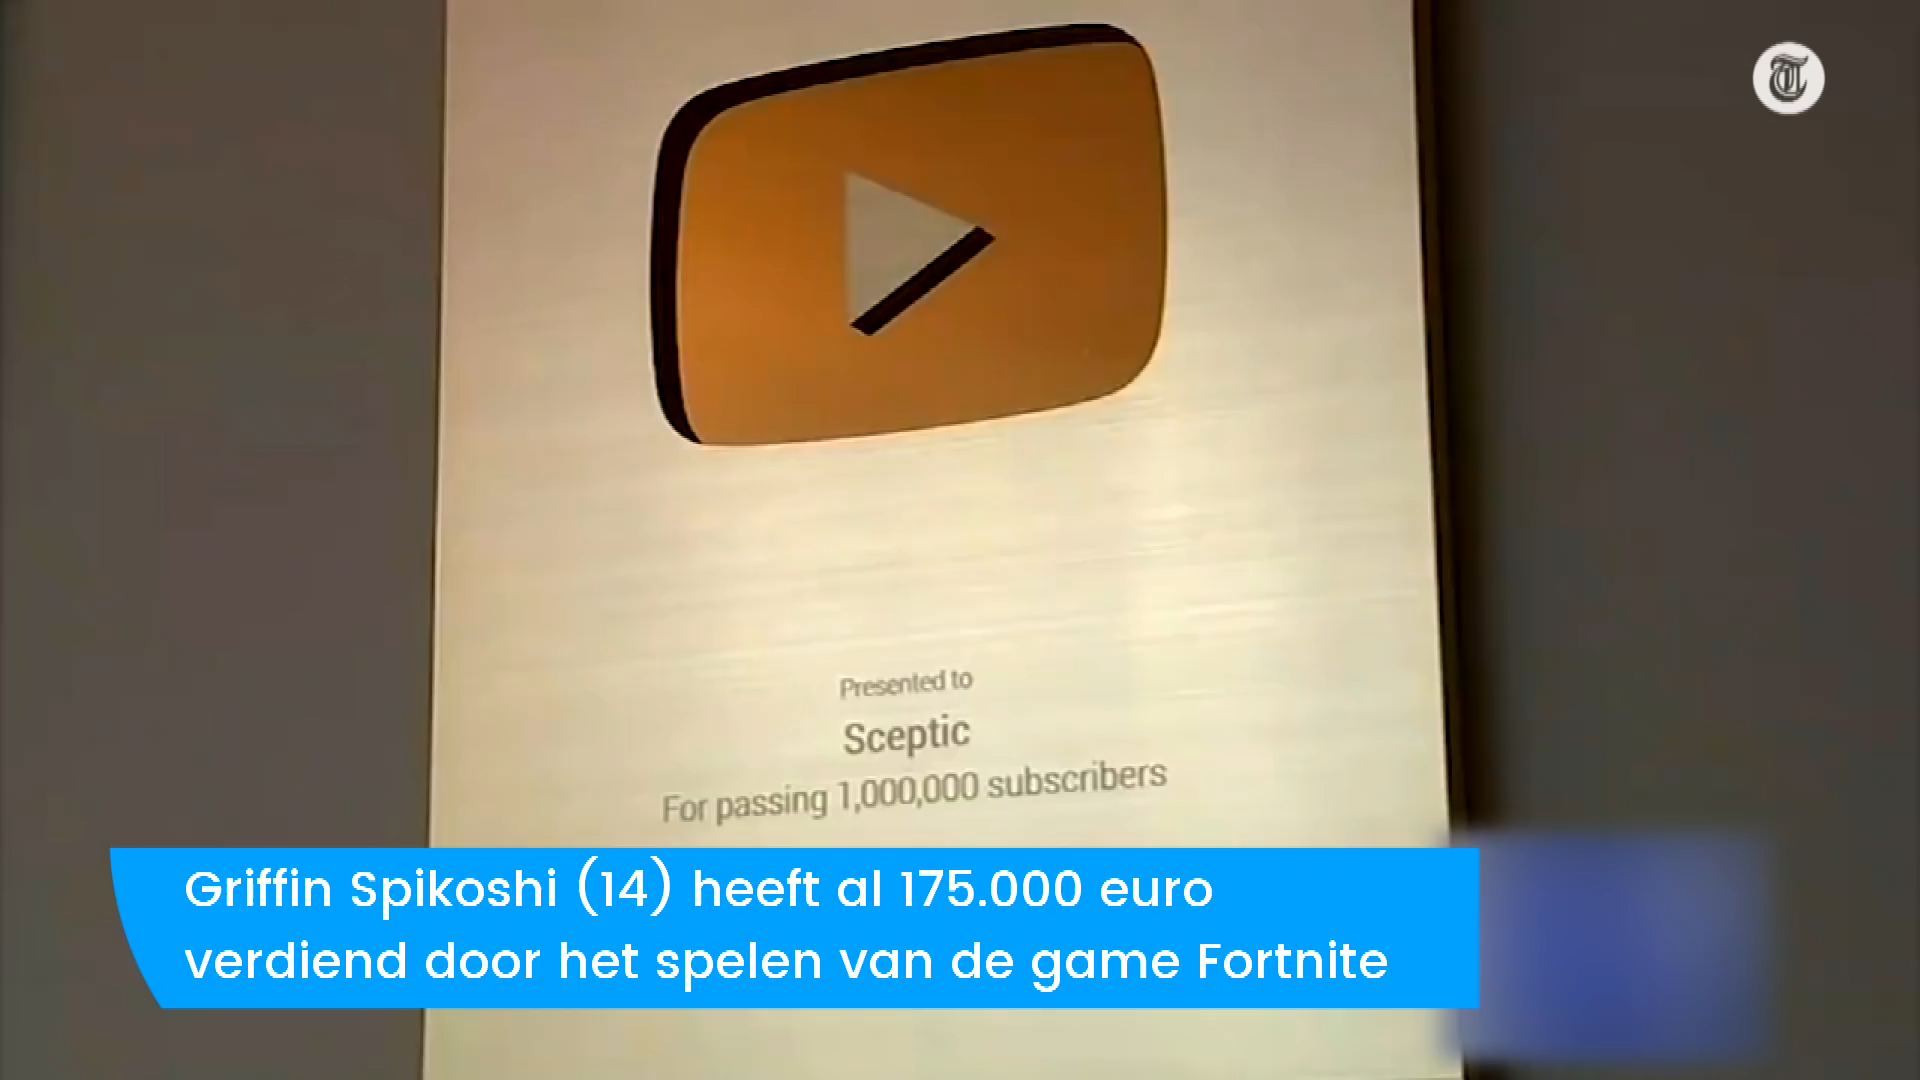 T
Presented to
Sceptic
For passing 1,000,000 subscribers
Griffin Spikoshi (14) heeft al 175.000 euro
verdiend door het spelen van de game Fortnite